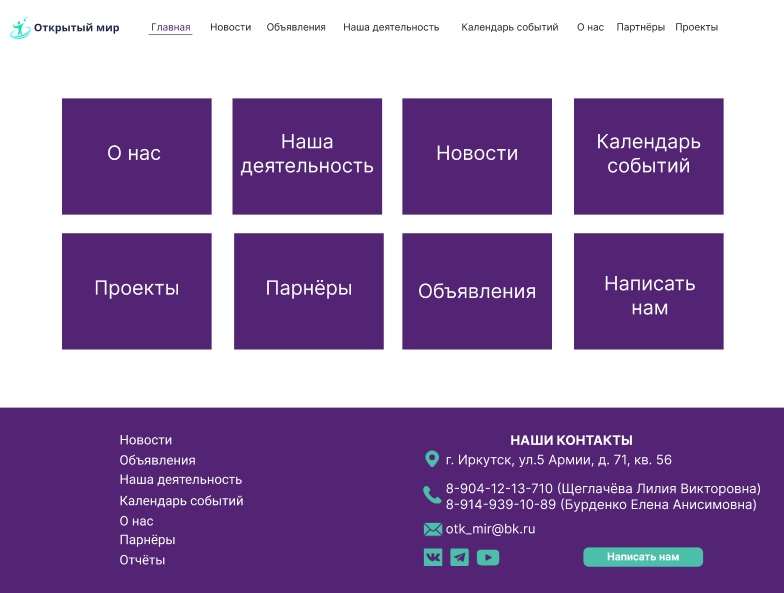 Открытый мир
Главная Новости Объявления Наша деятельность Календарь событий О нас Партнёры Проекты
О нас
Наша
деятельность
Новости
Календарь
событий
Проекты
Парнёры
Объявления
Написать
нам
Новости
Объявления
Наша деятельность
Календарь событий
О нас
Парнёры
Отчёты
НАШИ КОНТАКТЫ
г. Иркутск, ул.5 Армии, д. 71, кв. 56
8-904-12-13-710 (Щеглачёва Лилия Викторовна)
8-914-939-10-89 (Бурденко Елена Анисимовна)
otk_mir@bk.ru
Написать нам